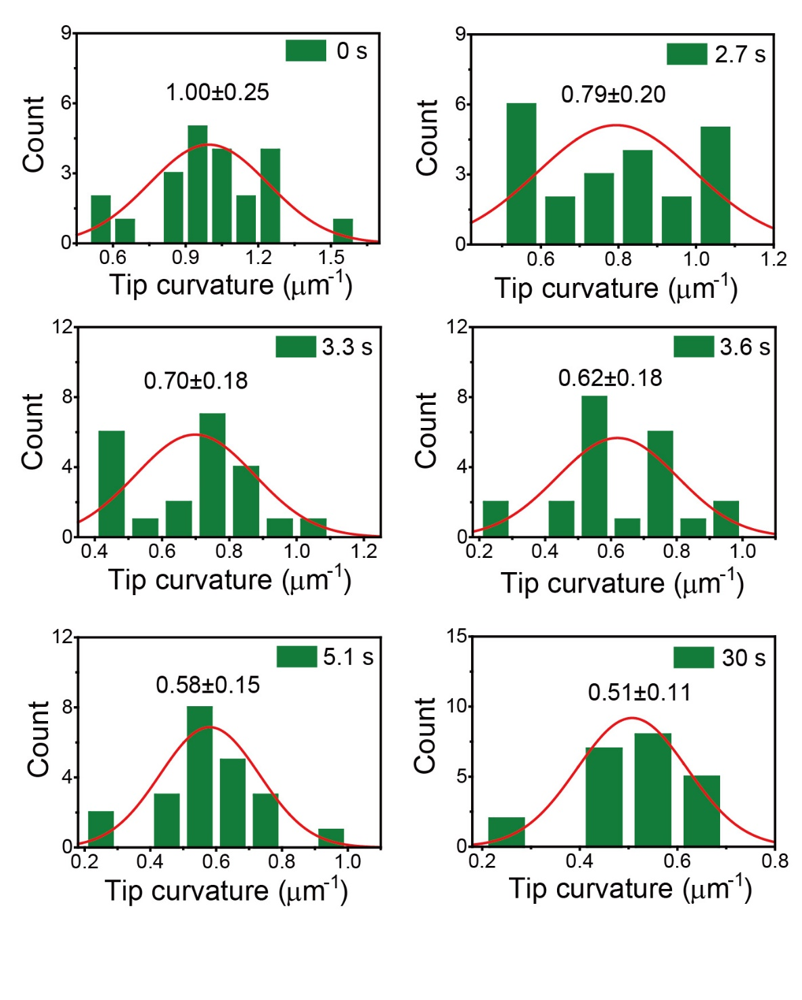 9
6
3
0
Count
0 s
1.00±0.25
0.6 0.9 1.2 1.5
Tip curvature (μm⁻¹)
9
6
3
0
Count
2.7 s
0.79±0.20
0.6 0.8 1.0 1.2
Tip curvature (μm⁻¹)
12
8
4
0
Count
3.3 s
0.70±0.18
0.4 0.6 0.8 1.0 1.2
Tip curvature (μm⁻¹)
12
8
4
0
Count
3.6 s
0.62±0.18
0.2 0.4 0.6 0.8 1.0
Tip curvature (μm⁻¹)
12
8
4
0
Count
5.1 s
0.58±0.15
0.2 0.4 0.6 0.8 1.0
Tip curvature (μm⁻¹)
15
10
5
0
Count
30 s
0.51±0.11
0.2 0.4 0.6 0.8
Tip curvature (μm⁻¹)